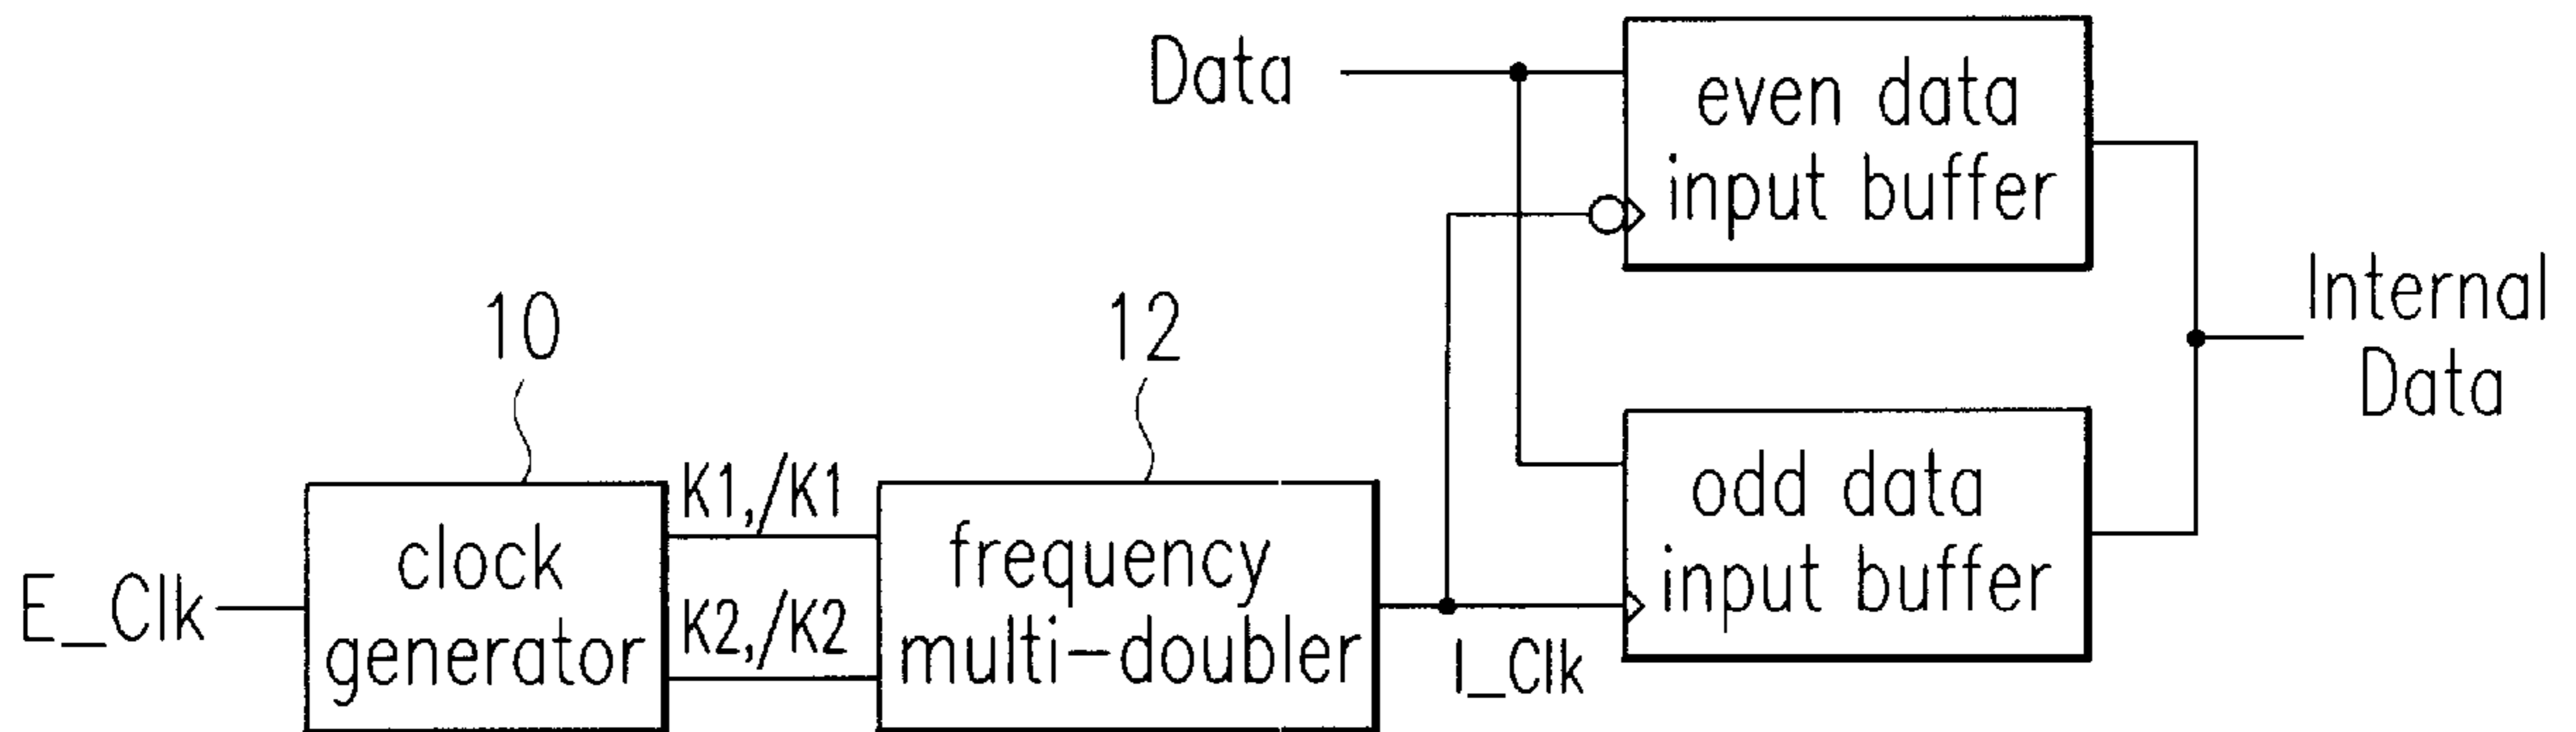 Data
even data
input buffer
Internal
Data
10
12
K1,/K1
K2,/K2
E_Clk
clock
generator
frequency
multi-doubler
I_Clk
odd data
input buffer